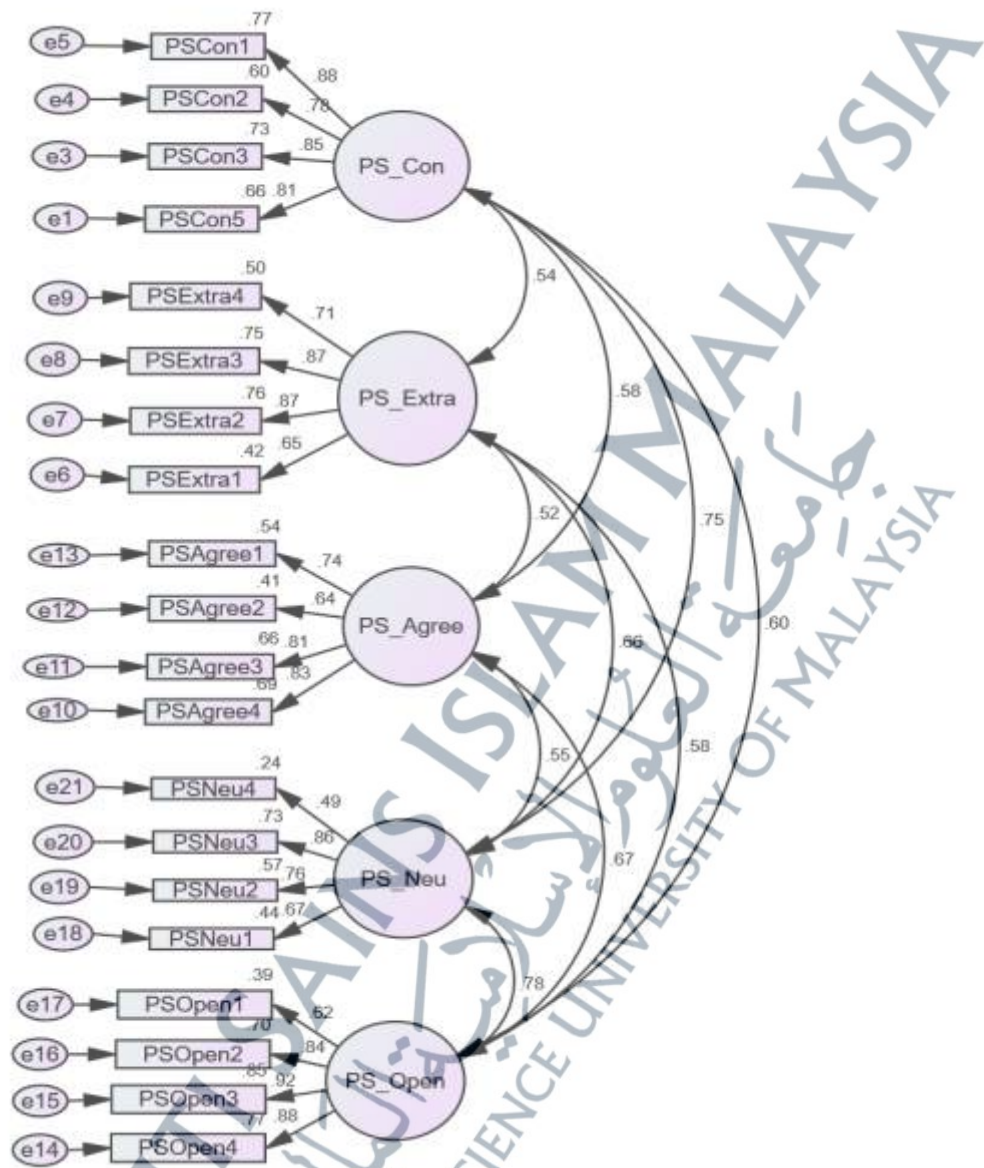 .77
e5 PSCon1 .88
.60
e4 PSCon2 .78
.73
e3 PSCon3 .85
PS_Con
.66 .81
e1 PSCon5
.54
.50
e9 PSExtra4 .71
.75
e8 PSExtra3 .87
PS_Extra
.58
.76
e7 PSExtra2 .87
.42 .65
e6 PSExtra1
.52 .75
.54
e13 PSAgree1 .74
.41
e12 PSAgree2 .64
PS_Agree
.66 .60
.66 .81
e11 PSAgree3 .83
.69
e10 PSAgree4
.55 .58
.24
e21 PSNeu4 .49
.73
e20 PSNeu3 .86
.67
.57 .76
e19 PSNeu2
PS_Neu
.44 .67
e18 PSNeu1
.78
.39
e17 PSOpen1 .62
.70
e16 PSOpen2 .84
PS_Open
.85 .92
e15 PSOpen3
.77 .88
e14 PSOpen4
SAINS ISLAM MALAYSIA
SCIENCE UNIVERSITY OF MALAYSIA